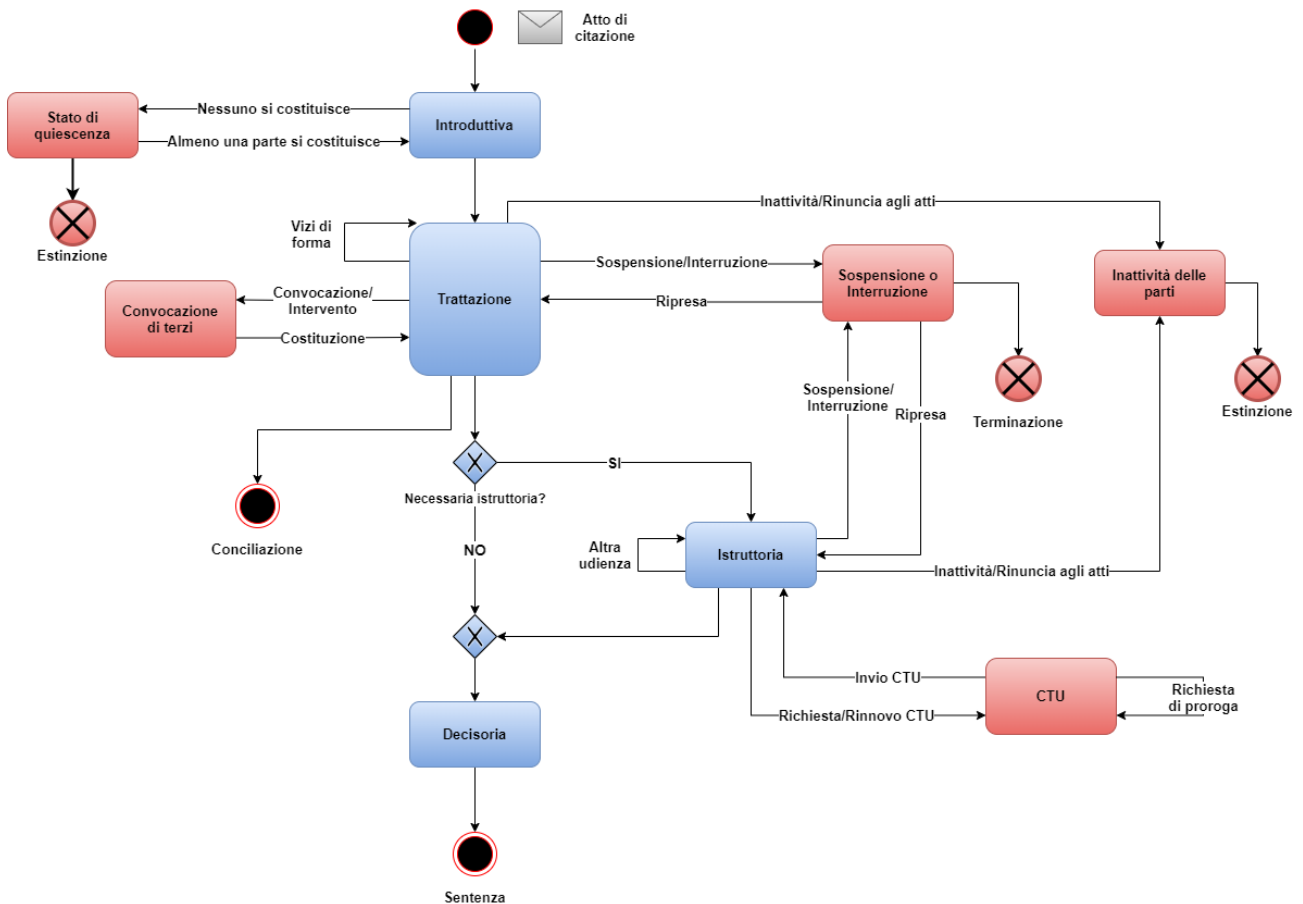 Atto di
citazione
Nessuno si costituisce
Stato di
quiescenza
Introduttiva
Almeno una parte si costituisce
Inattività/Rinuncia agli atti
Vizi di
forma
Estinzione
Sospensione/Interruzione
Sospensione o
Interruzione
Inattività delle
parti
Convocazione/
Intervento
Trattazione
Ripresa
Convocazione
di terzi
Costituzione
Sospensione/
Interruzione
Ripresa
Terminazione
Estinzione
X
SI
Necessaria istruttoria?
Conciliazione
NO
Altra
udienza
Istruttoria
Inattività/Rinuncia agli atti
X
Invio CTU
CTU
Richiesta
di proroga
Richiesta/Rinnovo CTU
Decisoria
Sentenza